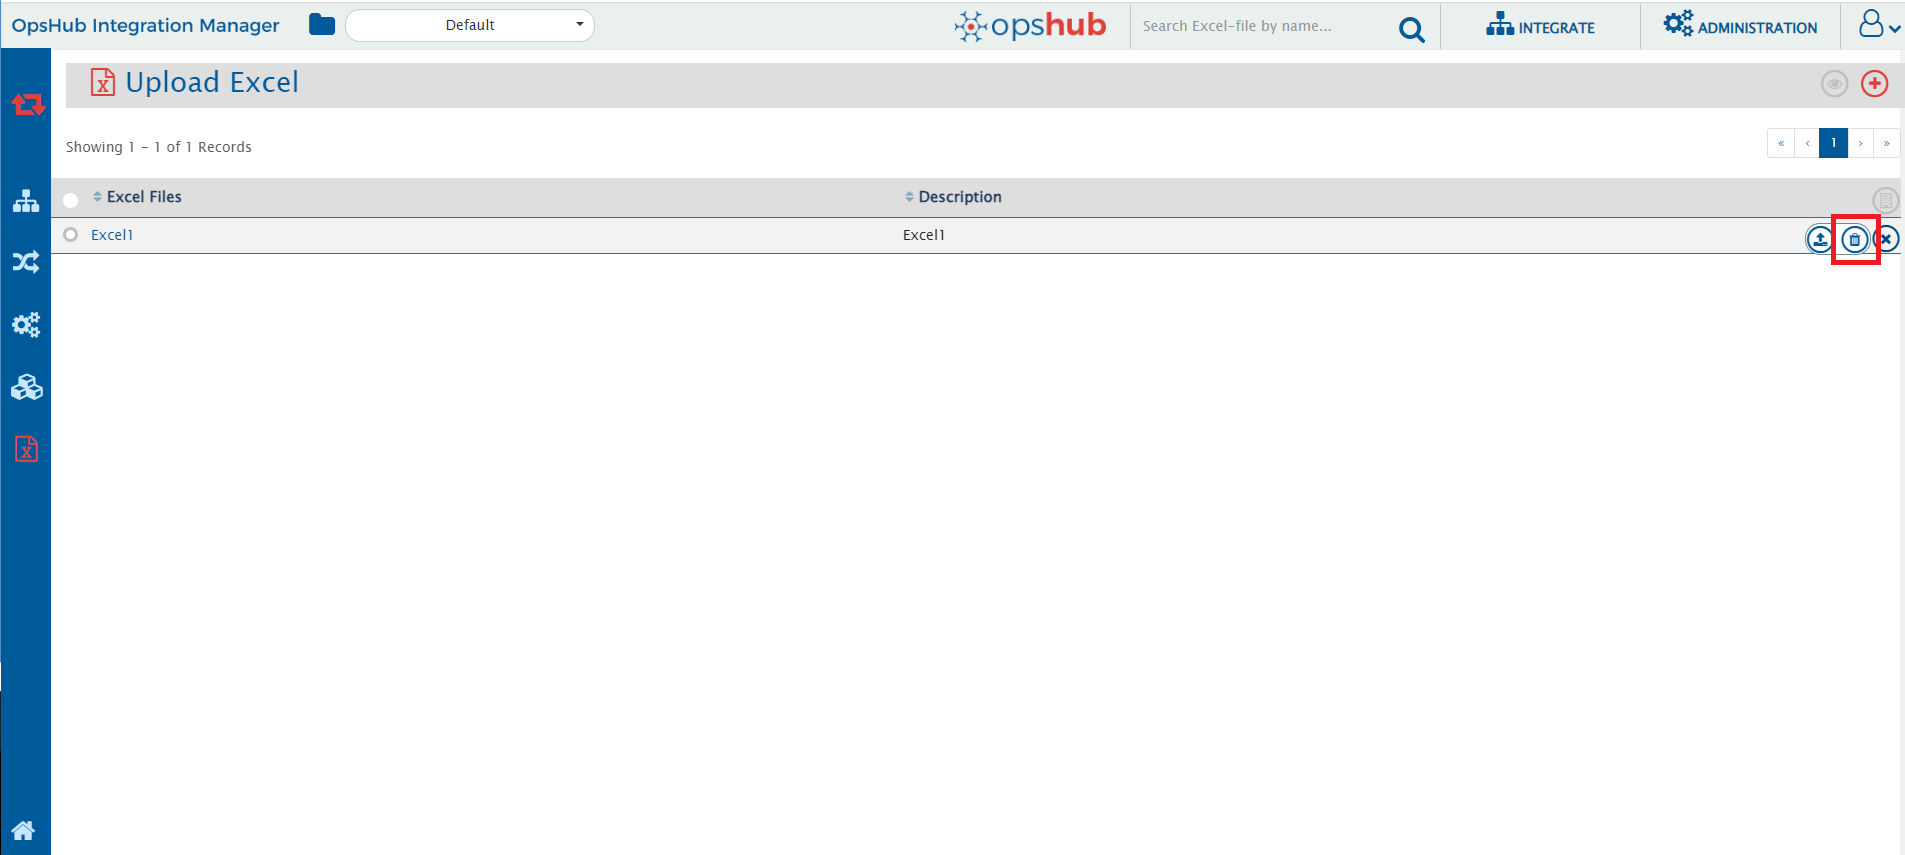 OpsHub Integration Manager
Default
opshub
Search Excel-file by name...
INTEGRATE
ADMINISTRATION
Upload Excel
Showing 1 - 1 of 1 Records
« ‹ 1 › »
Excel Files
Description
Excel1
Excel1